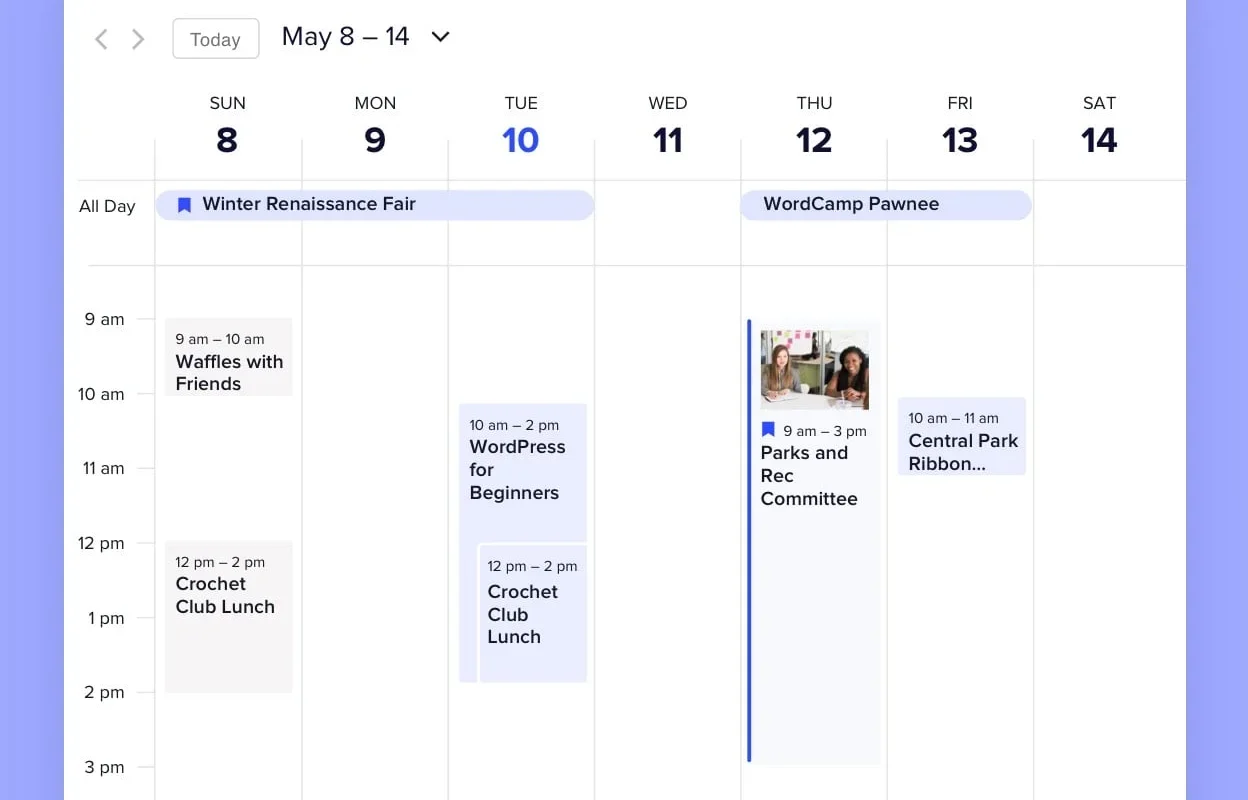 Today
May 8 – 14
SUN
MON
TUE
WED
THU
FRI
SAT
8
9
10
11
12
13
14
All Day
Winter Renaissance Fair
WordCamp Pawnee
9 am
9 am – 10 am
Waffles with
Friends
10 am
10 am – 2 pm
WordPress
for
Beginners
9 am – 3 pm
Parks and
Rec
Committee
10 am – 11 am
Central Park
Ribbon...
11 am
12 pm
12 pm – 2 pm
Crochet
Club Lunch
12 pm – 2 pm
Crochet
Club
Lunch
1 pm
2 pm
3 pm